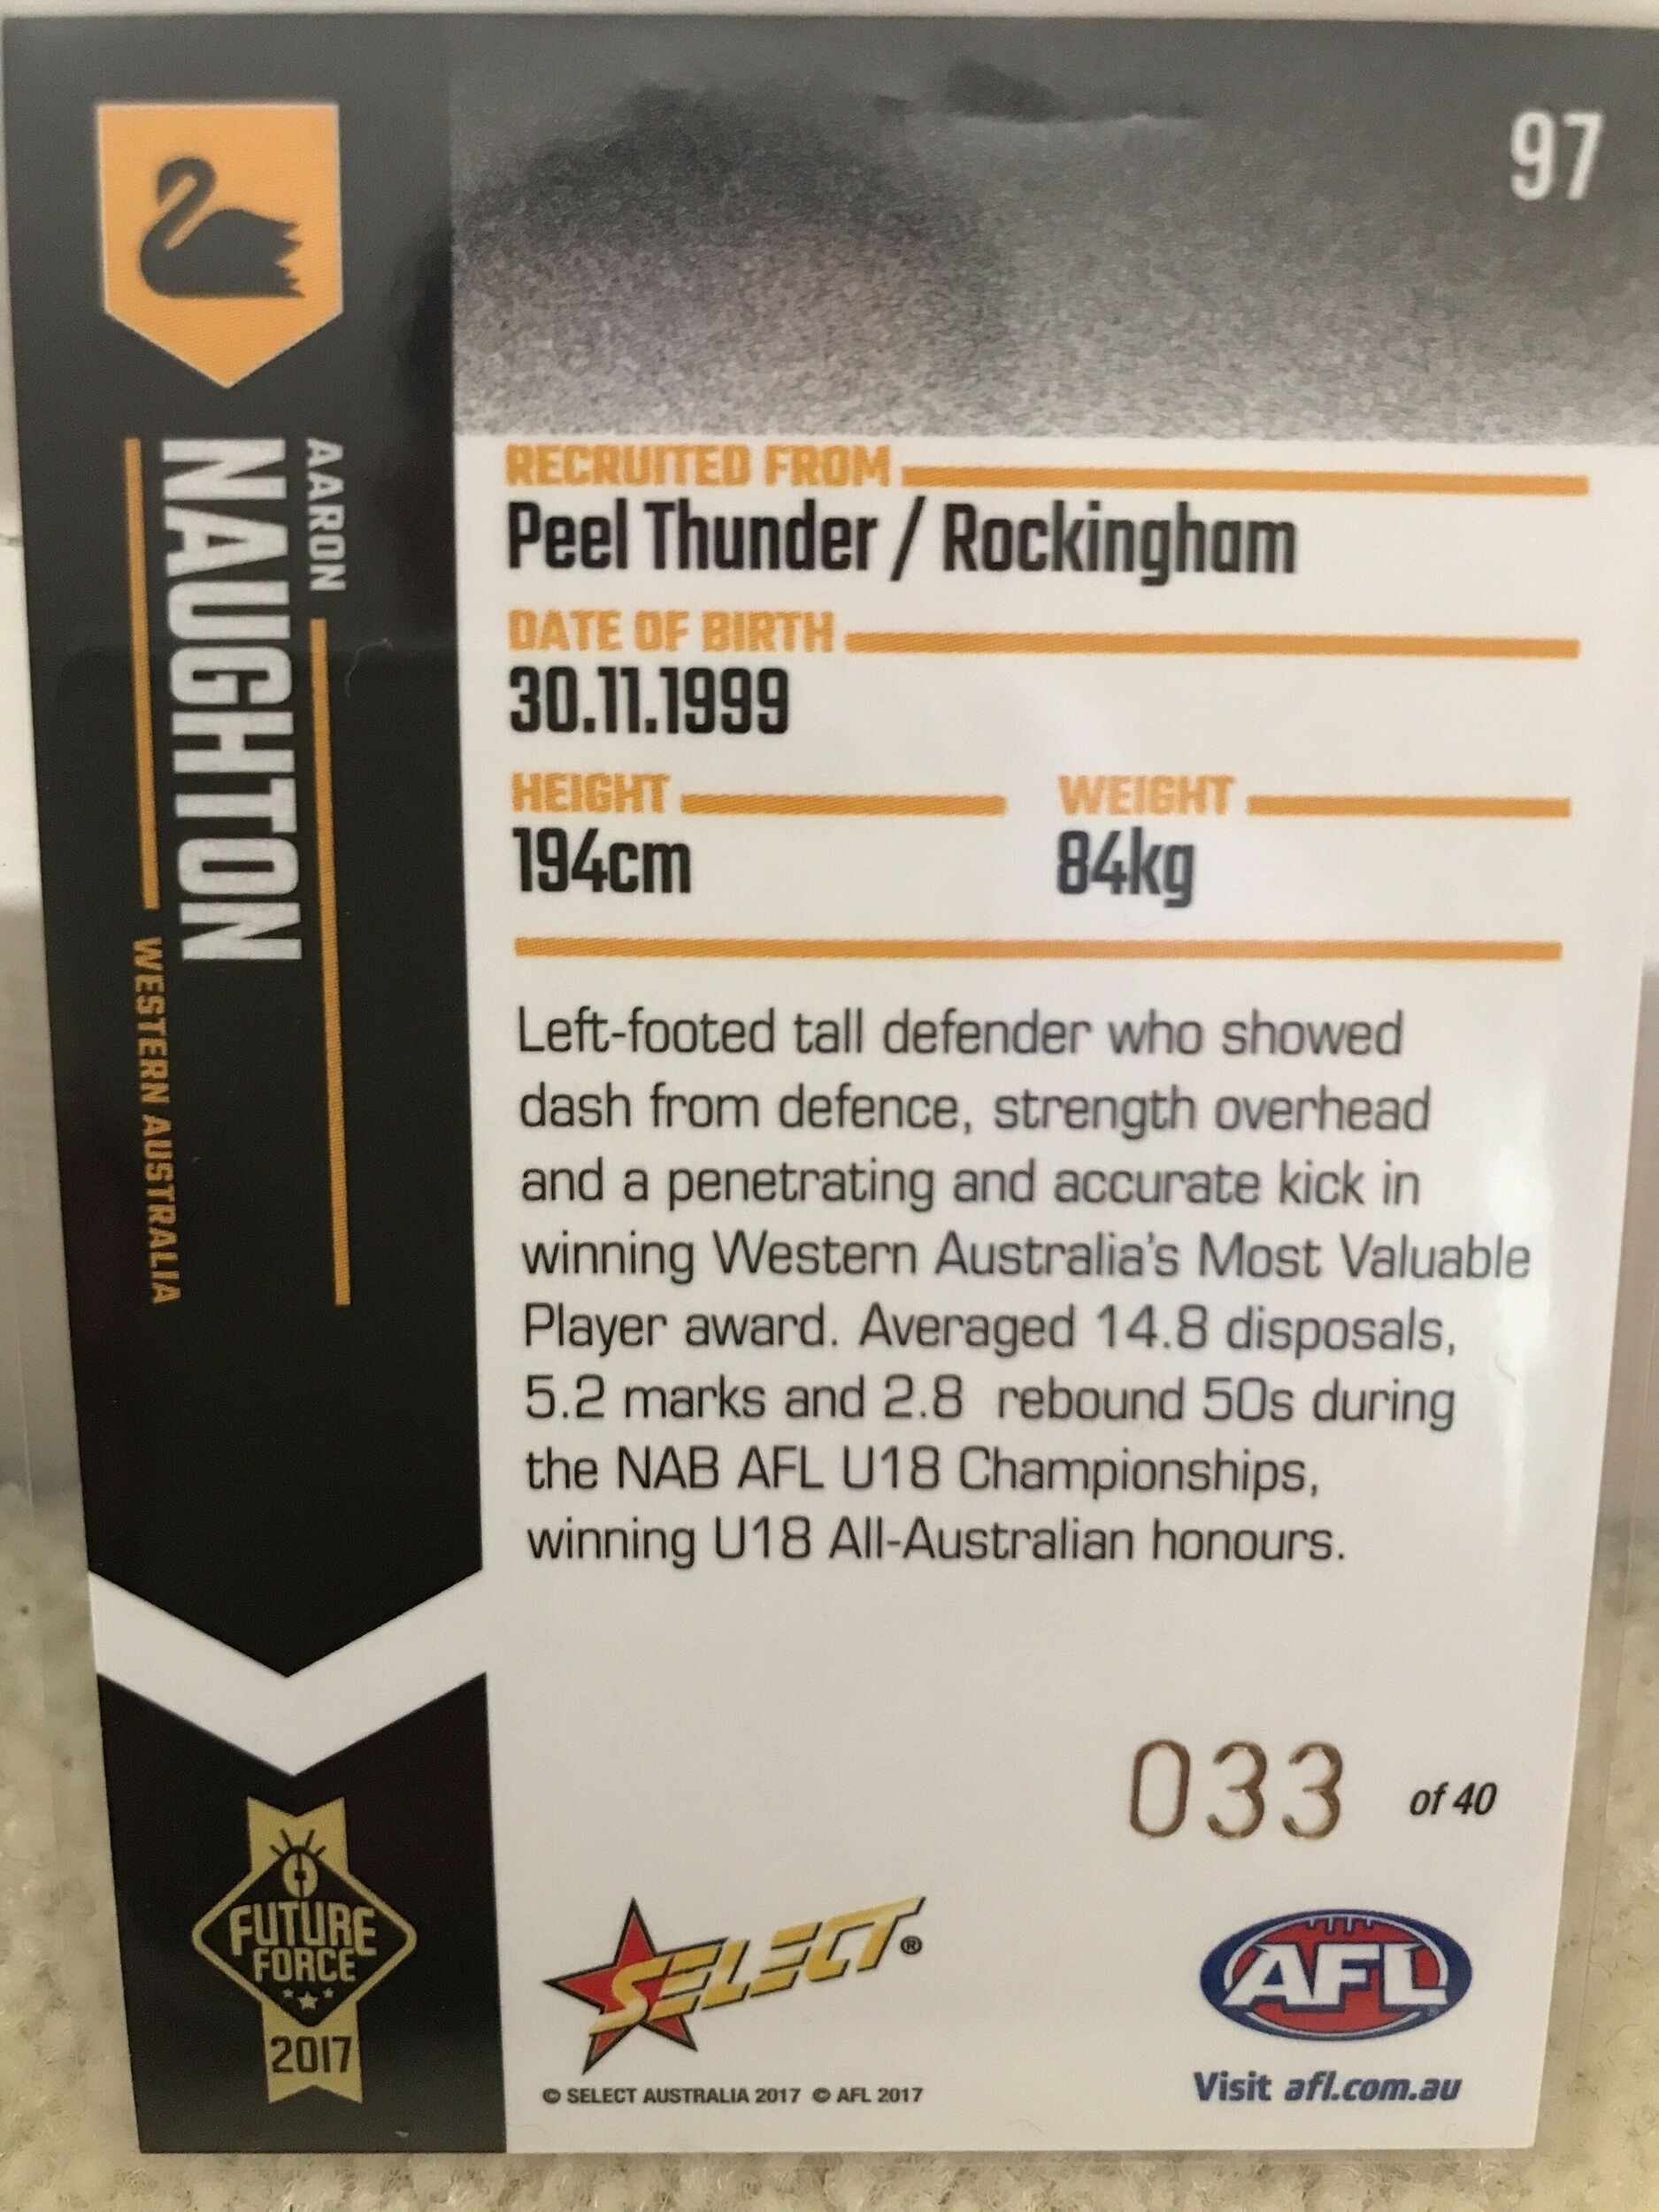 97
AARON
NAUGHTON
WESTERN AUSTRALIA
RECRUITED FROM
Peel Thunder / Rockingham
DATE OF BIRTH
30.11.1999
HEIGHT WEIGHT
194cm 84kg
Left-footed tall defender who showed
dash from defence, strength overhead
and a penetrating and accurate kick in
winning Western Australia's Most Valuable
Player award. Averaged 14.8 disposals,
5.2 marks and 2.8 rebound 50s during
the NAB AFL U18 Championships,
winning U18 All-Australian honours.
033 of 40
FUTURE
FORCE
2017
SELECT®
AFL
© SELECT AUSTRALIA 2017 © AFL 2017
Visit afl.com.au